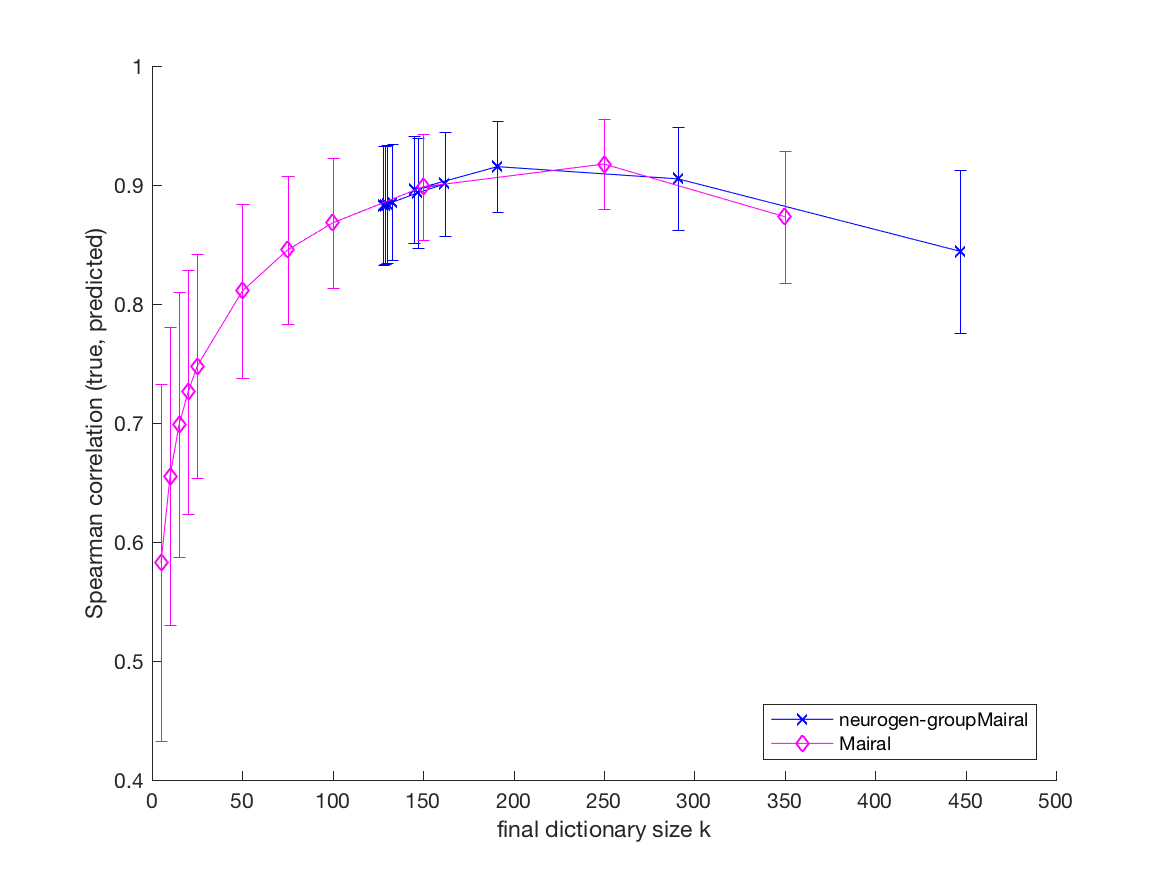 1
0.9
0.8
0.7
0.6
0.5
0.4
Spearman correlation (true, predicted)
neurogen-groupMairal
Mairal
0 50 100 150 200 250 300 350 400 450 500
final dictionary size k